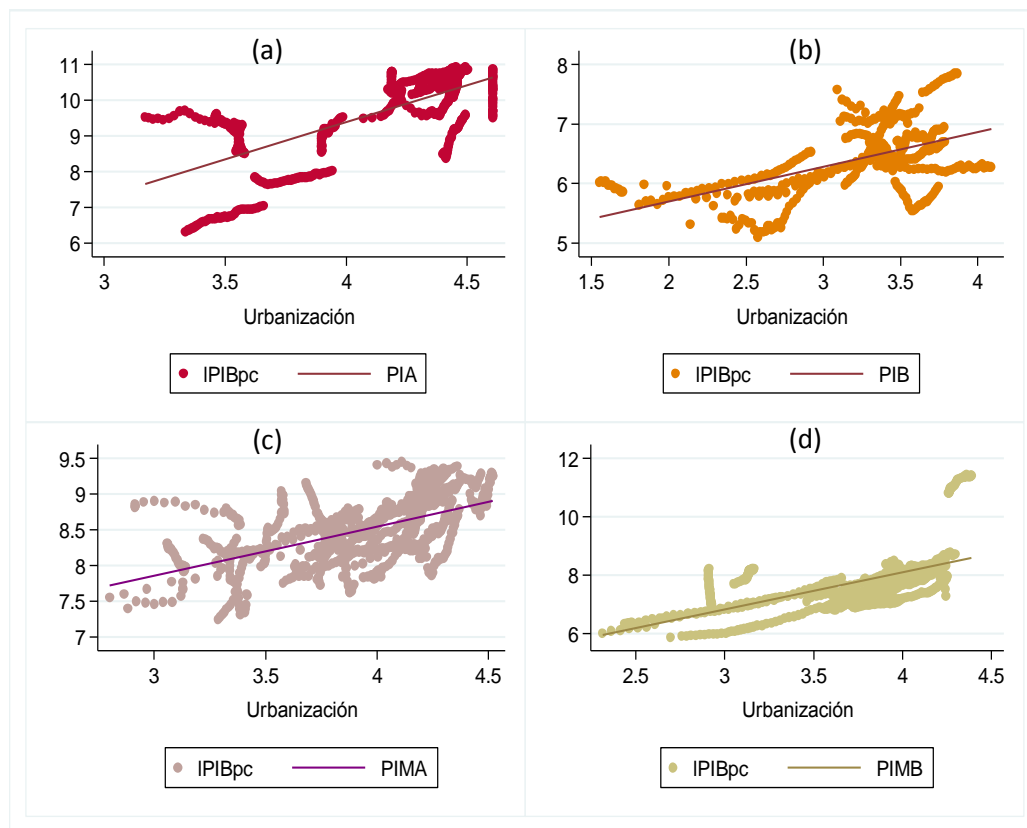 (a)
11
10
9
8
7
6
3 3.5 4 4.5
Urbanización
lPIBpc PIA
(b)
8
7
6
5
1.5 2 2.5 3 3.5 4
Urbanización
lPIBpc PIB
(c)
9.5
9
8.5
8
7.5
7
3 3.5 4 4.5
Urbanización
lPIBpc PIMA
(d)
12
10
8
6
2.5 3 3.5 4 4.5
Urbanización
lPIBpc PIMB